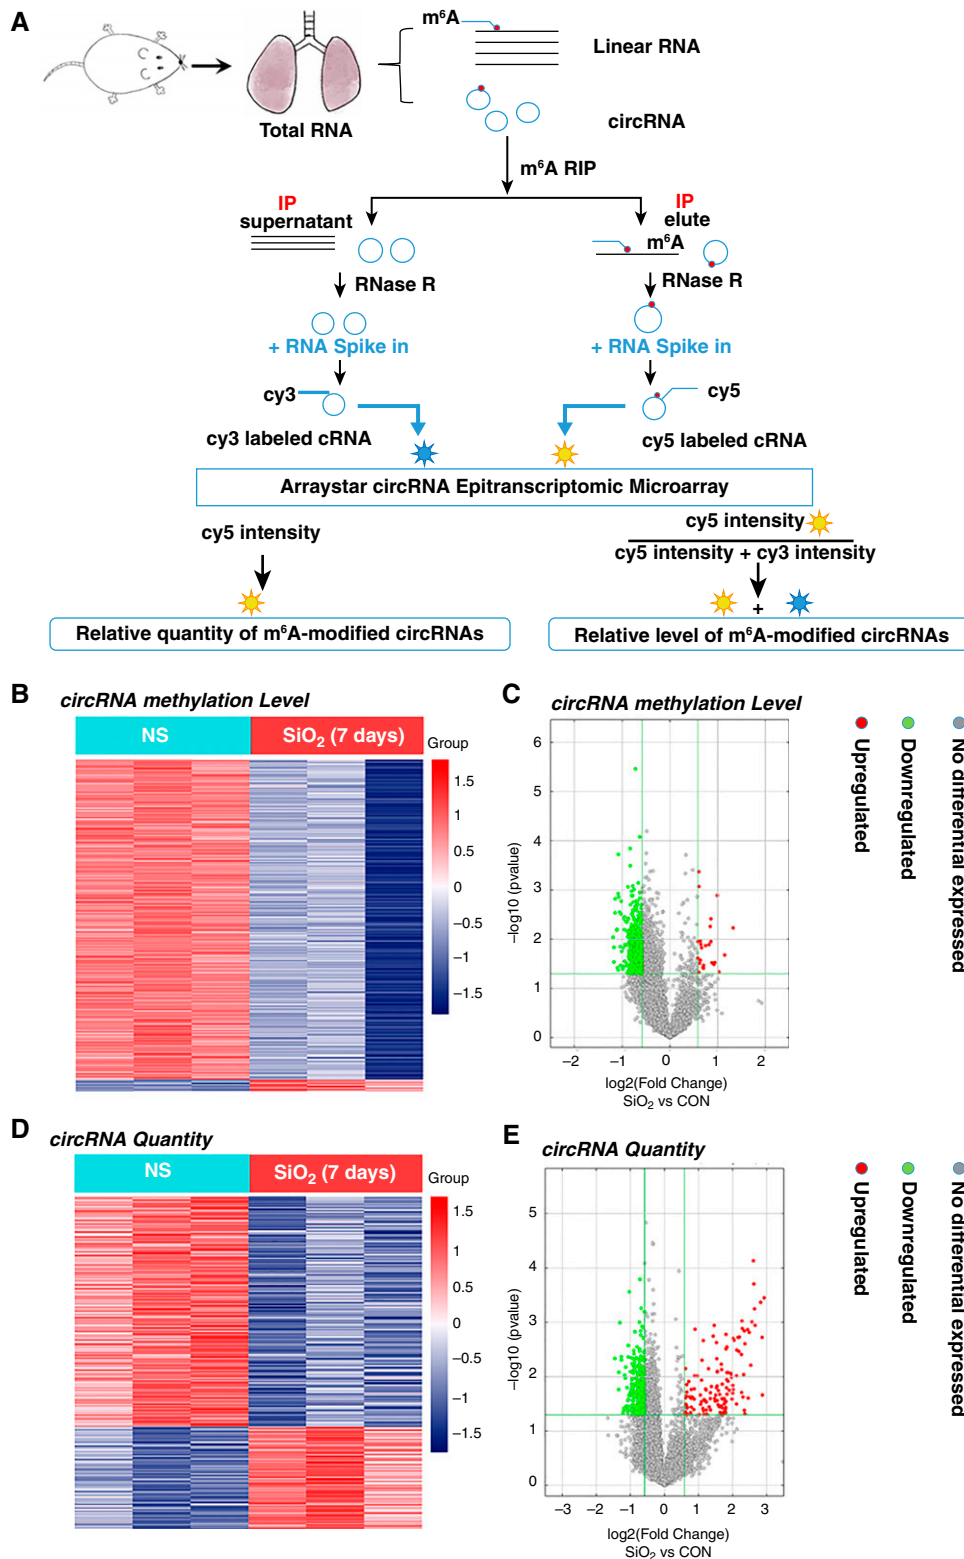 A
m⁶A
Linear RNA
Total RNA
circRNA
m⁶A RIP
IP
supernatant
IP
elute
m⁶A
RNase R
RNase R
+ RNA Spike in
+ RNA Spike in
cy3
cy5
cy3 labeled cRNA
cy5 labeled cRNA
Arraystar circRNA Epitranscriptomic Microarray
cy5 intensity
cy5 intensity
cy5 intensity + cy3 intensity
+
Relative quantity of m⁶A-modified circRNAs
Relative level of m⁶A-modified circRNAs
B
circRNA methylation Level
NS
SiO₂ (7 days)
Group
1.5
1
0.5
0
−0.5
−1
−1.5
C
circRNA methylation Level
6
5
4
3
2
1
0
−log10 (pvalue)
−2
−1
0
1
2
log2(Fold Change)
SiO₂ vs CON
Upregulated
Downregulated
No differential expressed
D
circRNA Quantity
NS
SiO₂ (7 days)
Group
1.5
1
0.5
0
−0.5
−1
−1.5
E
circRNA Quantity
5
4
3
2
1
0
−log10 (pvalue)
−3
−2
−1
0
1
2
3
log2(Fold Change)
SiO₂ vs CON
Upregulated
Downregulated
No differential expressed